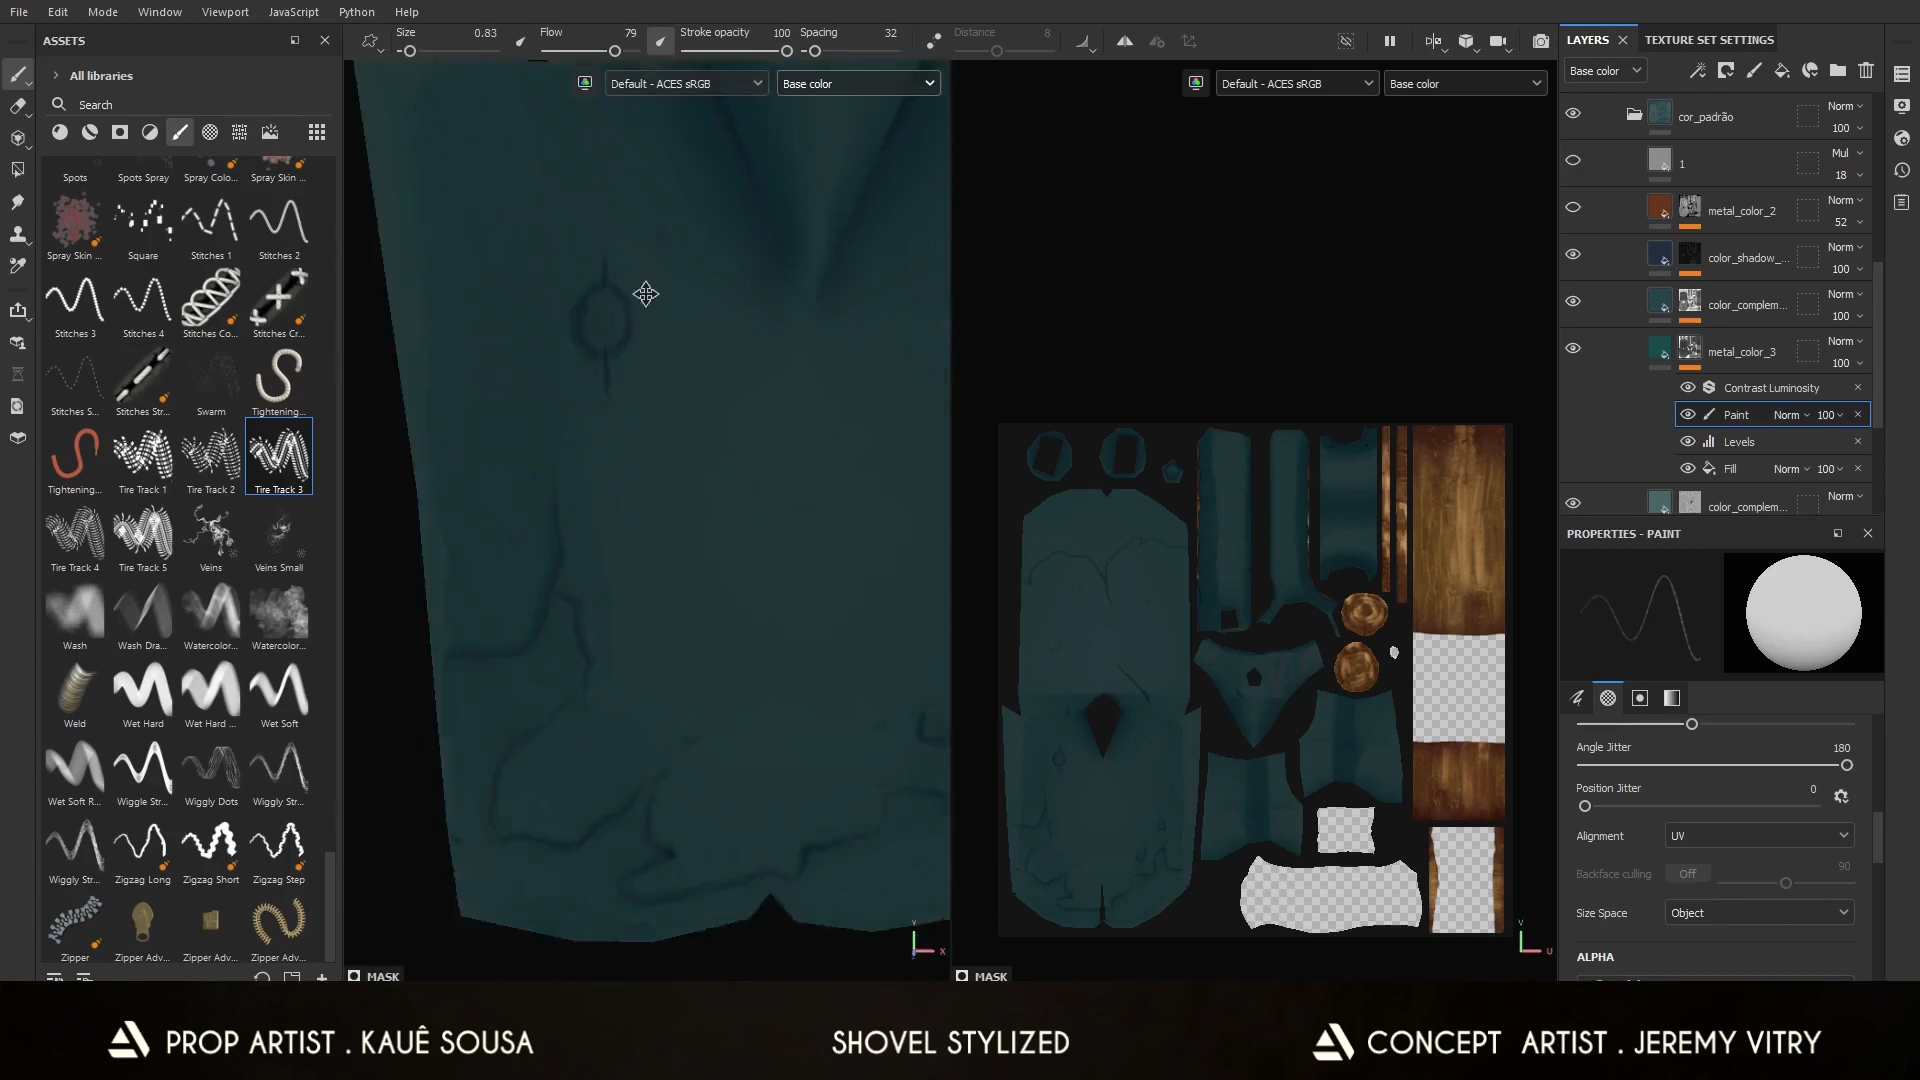 File Edit Mode Window Viewport JavaScript Python Help
ASSETS
All libraries
Search
Spots Spots Spray Spray Colo... Spray Skin ...
Spray Skin ... Square Stitches 1 Stitches 2
Stitches 3 Stitches 4 Stitches Co... Stitches Cr...
Stitches S... Stitches Str... Swarm Tightening...
Tightening... Tire Track 1 Tire Track 2 Tire Track 3
Tire Track 4 Tire Track 5 Veins Veins Small
Wash Wash Dra... Watercolor... Watercolor...
Weld Wet Hard Wet Hard ... Wet Soft
Wet Soft R... Wiggle Str... Wiggly Dots Wiggly Str...
Wiggly Str... Zigzag Long Zigzag Short Zigzag Step
Zipper Zipper Adv... Zipper Adv... Zipper Adv...
Size 0.83 Flow 79 Stroke opacity 100 Spacing 32 Distance 8
Default - ACES sRGB Base color
Default - ACES sRGB Base color
Y X
V U
MASK
MASK
LAYERS TEXTURE SET SETTINGS
Base color
cor_padrão Norm 100
1 Mul 18
metal_color_2 Norm 52
color_shadow_... Norm 100
color_complem... Norm 100
metal_color_3 Norm 100
Contrast Luminosity
Paint Norm 100
Levels
Fill Norm 100
color_complem... Norm
PROPERTIES - PAINT
Angle Jitter 180
Position Jitter 0
Alignment UV
Backface culling Off 90
Size Space Object
ALPHA
PROP ARTIST . KAUÊ SOUSA
SHOVEL STYLIZED
CONCEPT ARTIST . JEREMY VITRY